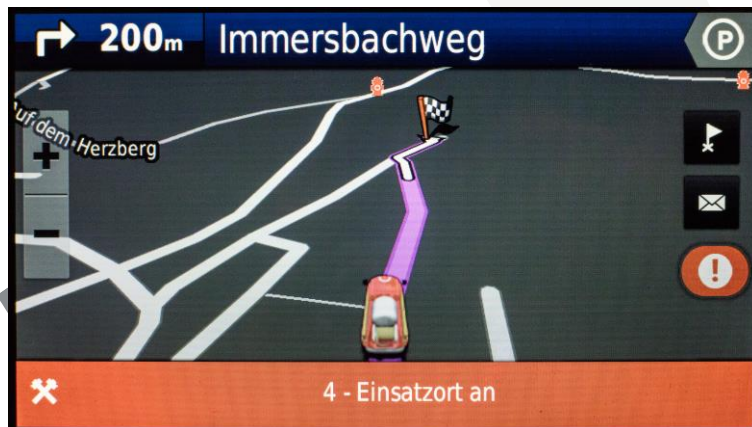 200m
Immersbachweg
P
Auf dem Herzberg
4 - Einsatzort an